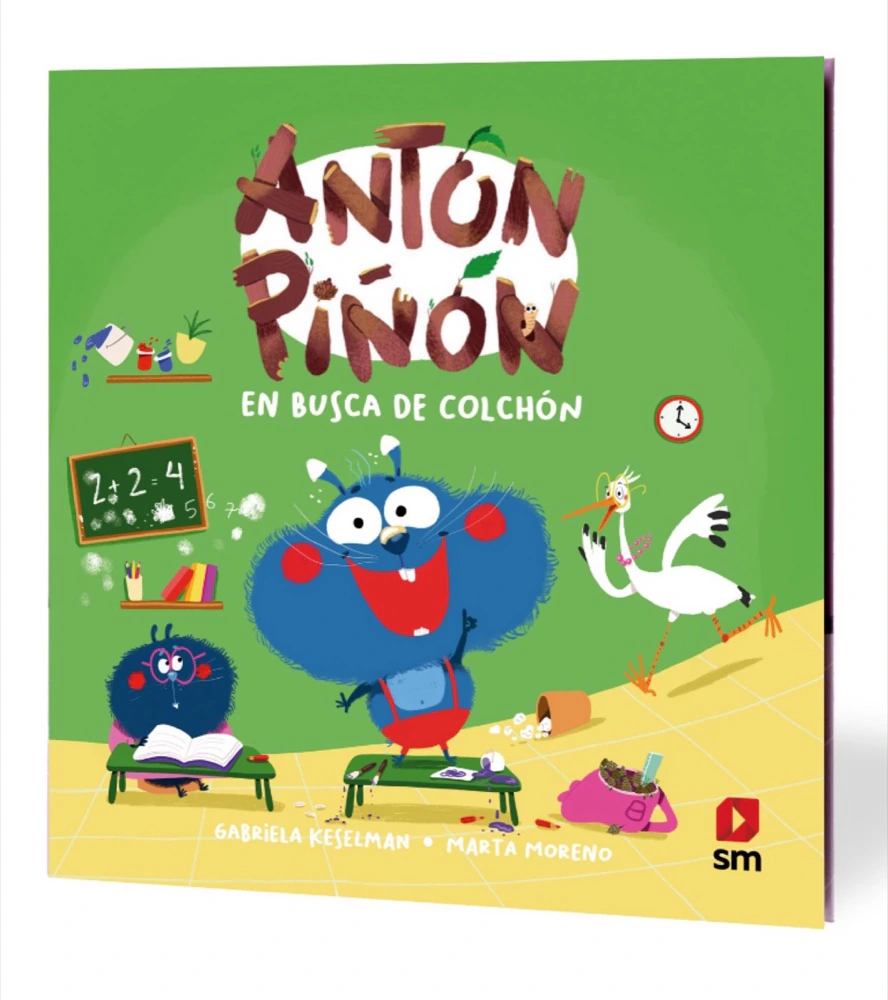 ANTÓN
PIÑÓN
EN BUSCA DE COLCHÓN
2+2=4
5 6 7
GABRIELA KESELMAN • MARTA MORENO
sm